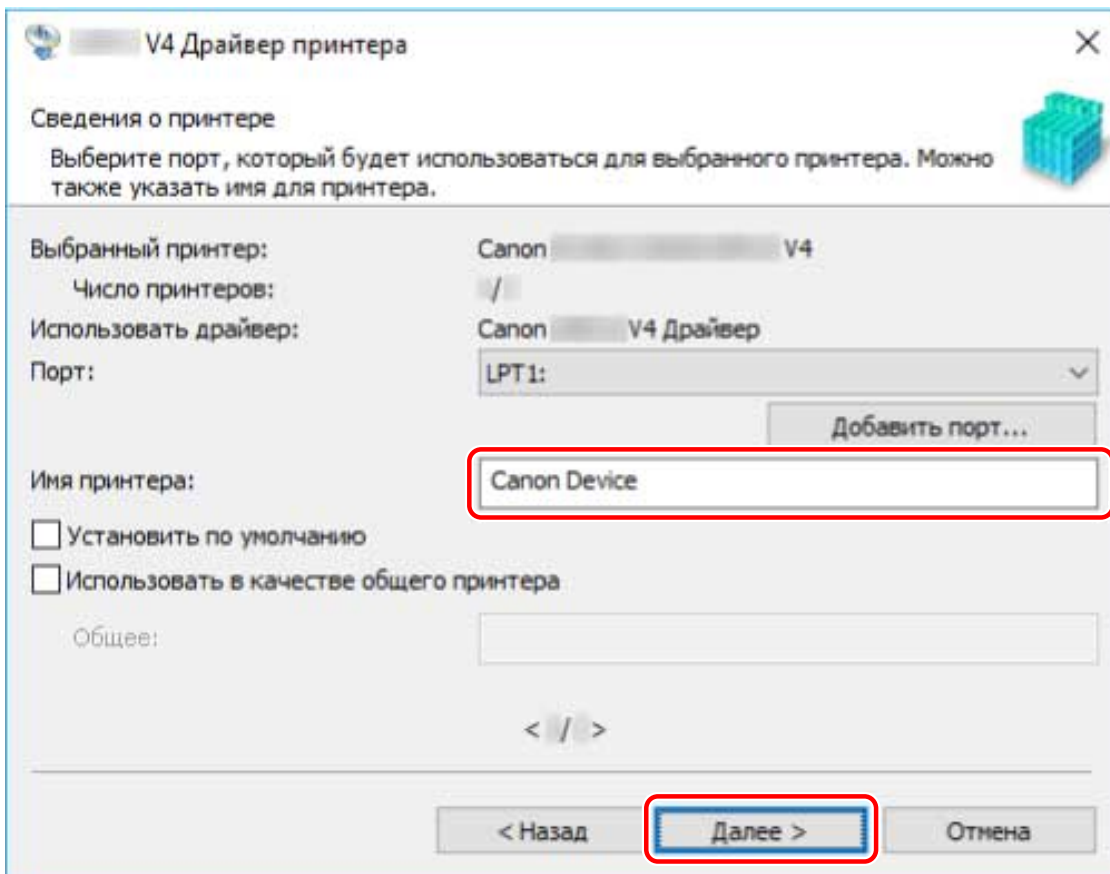 V4 Драйвер принтера
Сведения о принтере
Выберите порт, который будет использоваться для выбранного принтера. Можно
также указать имя для принтера.
Выбранный принтер: Canon V4
Число принтеров: /
Использовать драйвер: Canon V4 Драйвер
Порт: LPT1:
Добавить порт...
Имя принтера: Canon Device
Установить по умолчанию
Использовать в качестве общего принтера
Общее:
< / >
< Назад Далее > Отмена